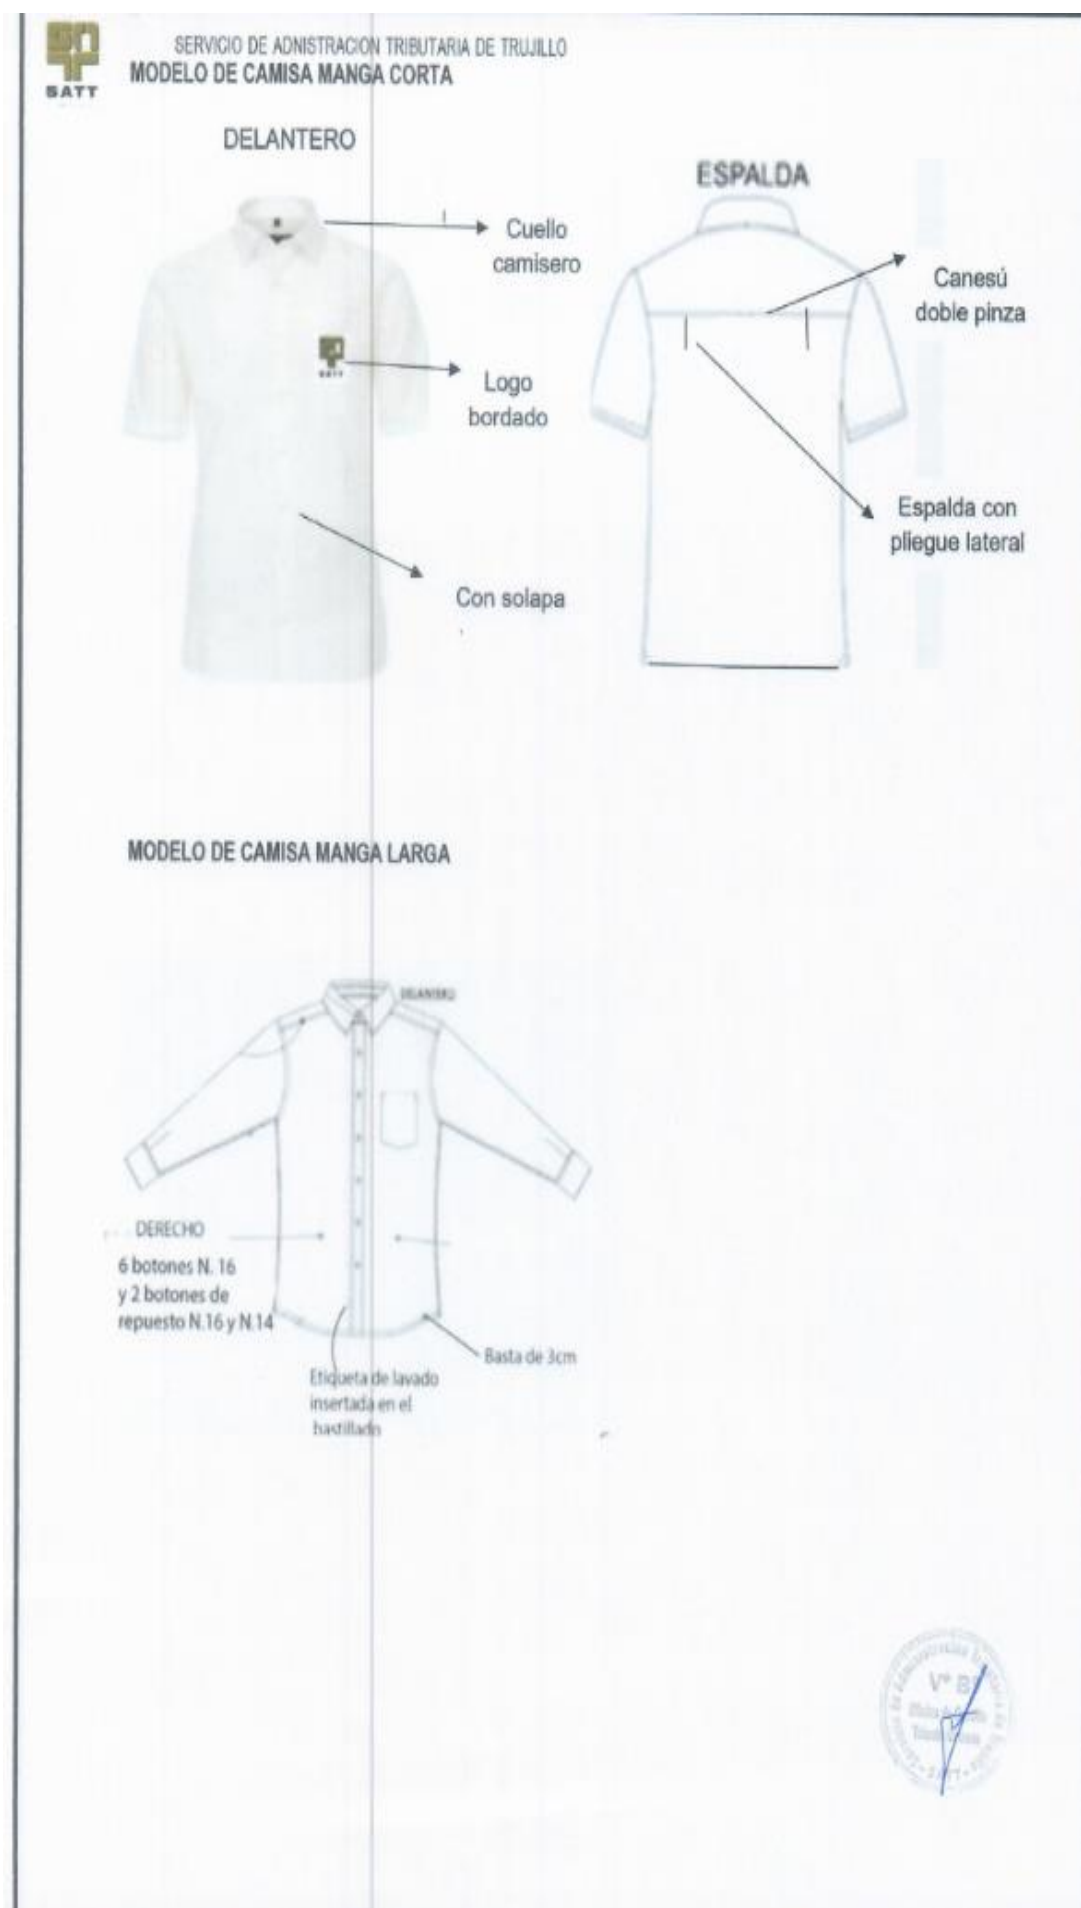 SATT
SERVICIO DE ADNISTRACION TRIBUTARIA DE TRUJILLO
MODELO DE CAMISA MANGA CORTA
DELANTERO
ESPALDA
Cuello
camisero
Canesú
doble pinza
SATT
Logo
bordado
Espalda con
pliegue lateral
Con solapa
MODELO DE CAMISA MANGA LARGA
DELANTERO
DERECHO
6 botones N. 16
y 2 botones de
repuesto N.16 y N.14
Basta de 3cm
Etiqueta de lavado
insertada en el
bastillado
V° B°